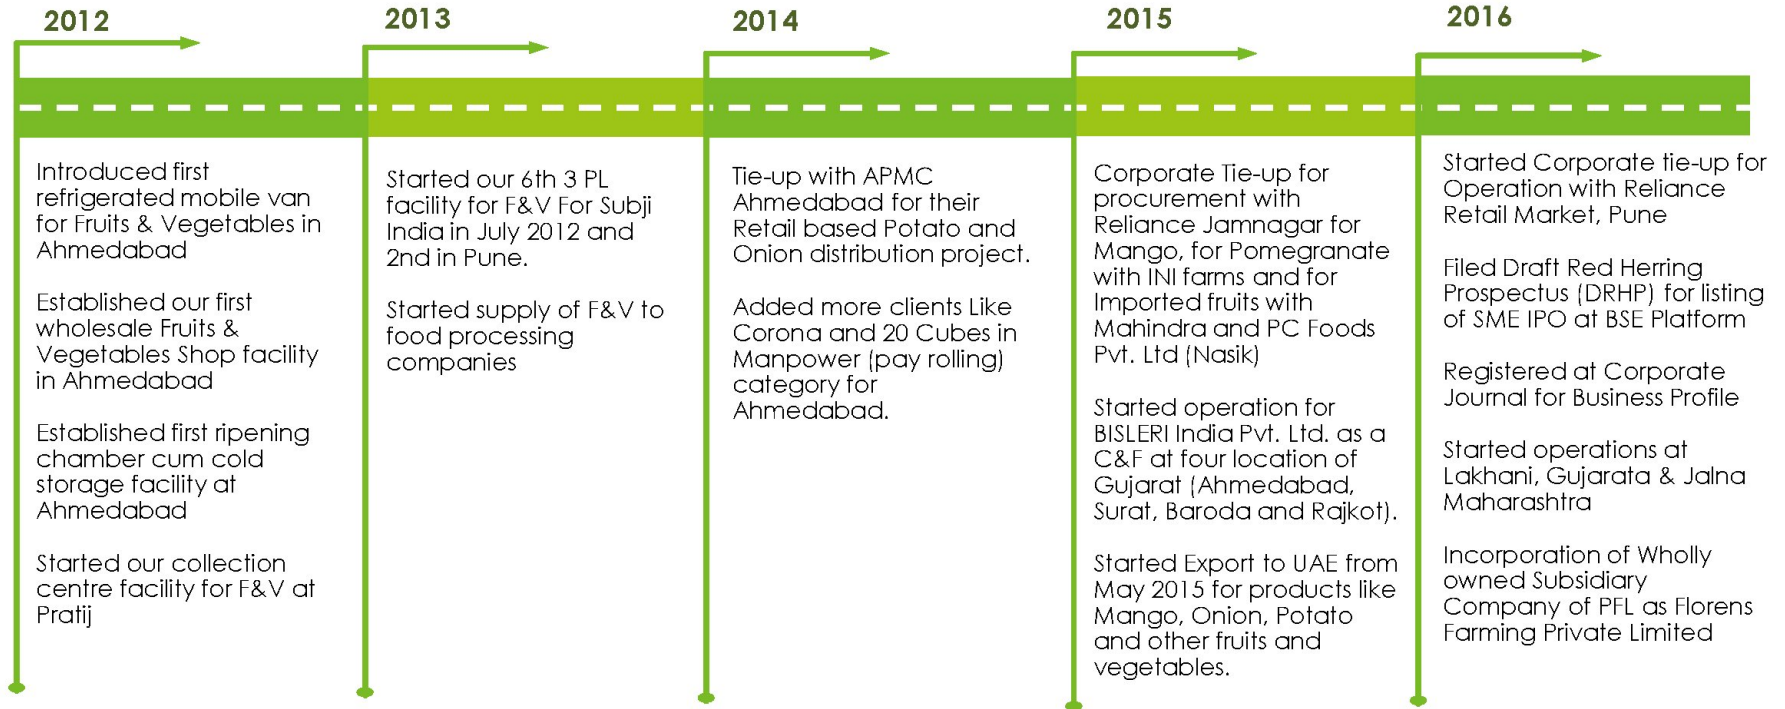 2012
Introduced first
refrigerated mobile van
for Fruits & Vegetables in
Ahmedabad
Established our first
wholesale Fruits &
Vegetables Shop facility
in Ahmedabad
Established first ripening
chamber cum cold
storage facility at
Ahmedabad
Started our collection
centre facility for F&V at
Pratij
2013
Started our 6th 3 PL
facility for F&V For Subji
India in July 2012 and
2nd in Pune.
Started supply of F&V to
food processing
companies
2014
Tie-up with APMC
Ahmedabad for their
Retail based Potato and
Onion distribution project.
Added more clients Like
Corona and 20 Cubes in
Manpower (pay rolling)
category for
Ahmedabad.
2015
Corporate Tie-up for
procurement with
Reliance Jamnagar for
Mango, for Pomegranate
with INI farms and for
Imported fruits with
Mahindra and PC Foods
Pvt. Ltd (Nasik)
Started operation for
BISLERI India Pvt. Ltd. as a
C&F at four location of
Gujarat (Ahmedabad,
Surat, Baroda and Rajkot).
Started Export to UAE from
May 2015 for products like
Mango, Onion, Potato
and other fruits and
vegetables.
2016
Started Corporate tie-up for
Operation with Reliance
Retail Market, Pune
Filed Draft Red Herring
Prospectus (DRHP) for listing
of SME IPO at BSE Platform
Registered at Corporate
Journal for Business Profile
Started operations at
Lakhani, Gujarata & Jalna
Maharashtra
Incorporation of Wholly
owned Subsidiary
Company of PFL as Florens
Farming Private Limited